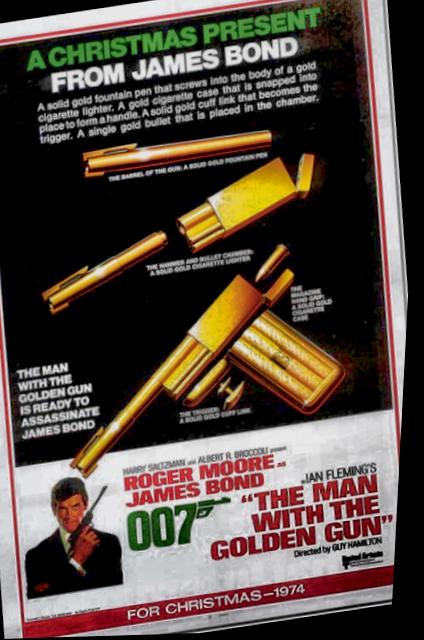 A CHRISTMAS PRESENT
FROM JAMES BOND
A solid gold fountain pen that screws into the body of a gold
cigarette lighter. A gold cigarette case that is snapped into
place to form a handle. A solid gold cuff link that becomes the
trigger. A single gold bullet that is placed in the chamber.
THE BARREL OF THE GUN: A SOLID GOLD FOUNTAIN PEN
THE HAMMER AND BULLET CHAMBER:
A SOLID GOLD CIGARETTE LIGHTER
THE
MAGAZINE
HAND GRIP:
A SOLID
GOLD
CIGARETTE
CASE
THE TRIGGER:
A SOLID GOLD CUFF LINK
THE MAN
WITH THE
GOLDEN GUN
IS READY TO
ASSASSINATE
JAMES BOND
HARRY SALTZMAN and ALBERT R. BROCCOLI present
ROGER MOORE AS
JAMES BOND
007
IAN FLEMING'S
"THE MAN
WITH THE
GOLDEN GUN"
Directed by GUY HAMILTON
United Artists
FOR CHRISTMAS—1974